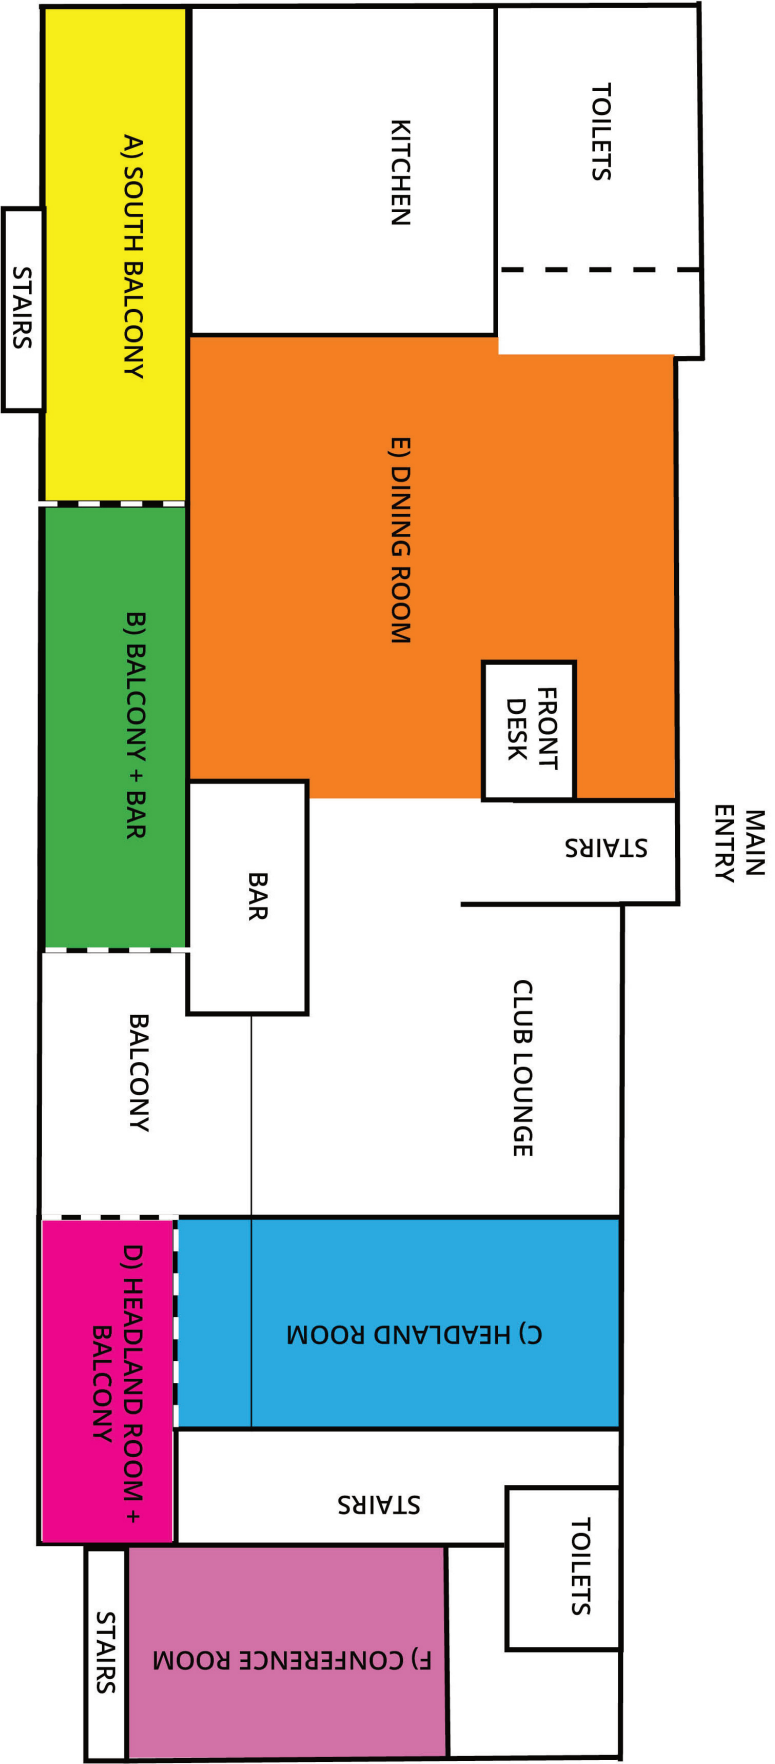 TOILETS
KITCHEN
A) SOUTH BALCONY
STAIRS
E) DINING ROOM
B) BALCONY + BAR
FRONT
DESK
MAIN
ENTRY
STAIRS
BAR
CLUB LOUNGE
BALCONY
C) HEADLAND ROOM
D) HEADLAND ROOM +
BALCONY
STAIRS
TOILETS
F) CONFERENCE ROOM
STAIRS